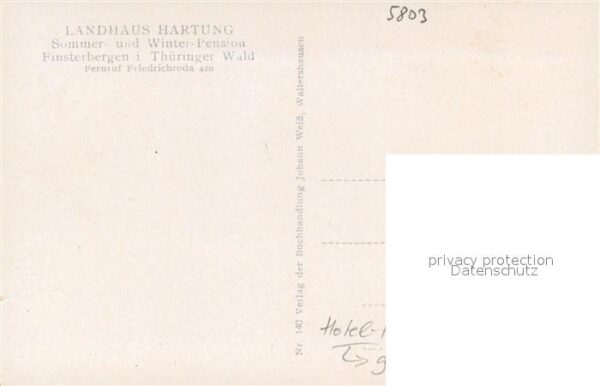 LANDHAUS HARTUNG
Sommer- und Winter-Pension
Finsterbergen i Thüringer Wald
Fernruf Friedrichroda 420
5803
Nr. 140 Verlag der Buchhandlung Johann Weiß, Waltershausen
privacy protection
Datenschutz
Hotel-